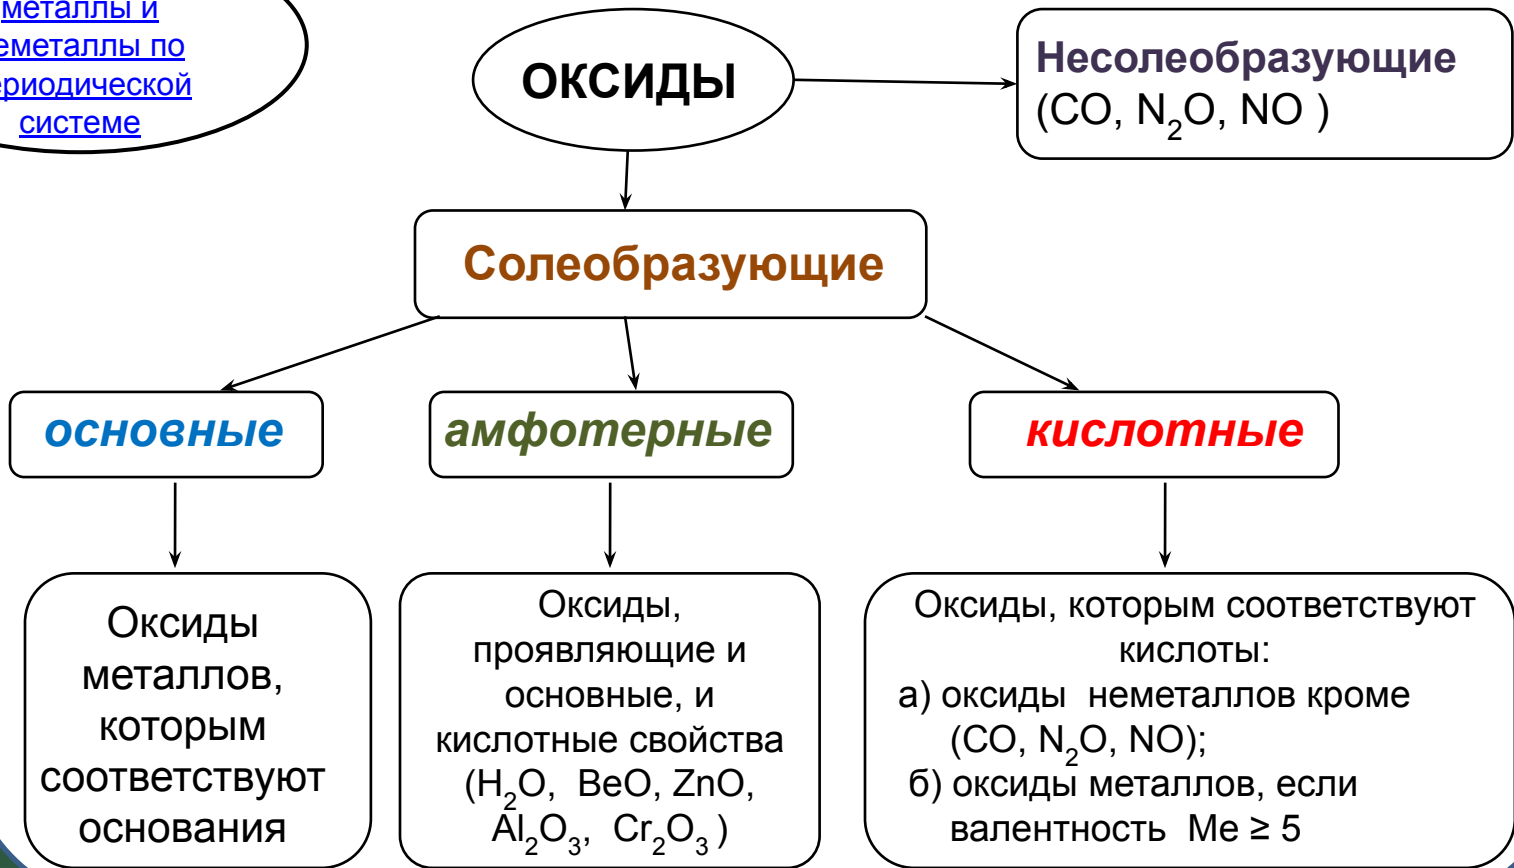 металлы и
еметаллы по
ериодической
системе
ОКСИДЫ
Несолеобразующие
(CO, N₂O, NO )
Солеобразующие
основные
амфотерные
кислотные
Оксиды
металлов,
которым
соответствуют
основания
Оксиды,
проявляющие и
основные, и
кислотные свойства
(H₂O, BeO, ZnO,
Al₂O₃, Cr₂O₃ )
Оксиды, которым соответствуют
кислоты:
а) оксиды неметаллов кроме
(CO, N₂O, NO);
б) оксиды металлов, если
валентность Ме ≥ 5